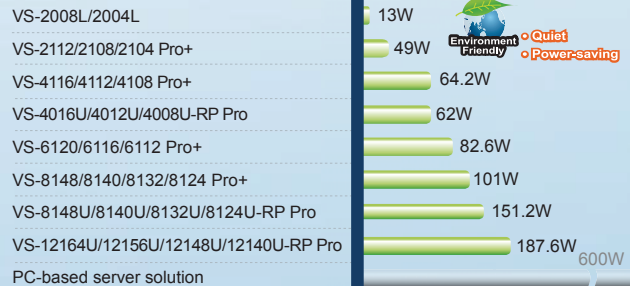 VS-2008L/2004L 13W
VS-2112/2108/2104 Pro+ 49W
Environment Friendly
• Quiet
• Power-saving
VS-4116/4112/4108 Pro+ 64.2W
VS-4016U/4012U/4008U-RP Pro 62W
VS-6120/6116/6112 Pro+ 82.6W
VS-8148/8140/8132/8124 Pro+ 101W
VS-8148U/8140U/8132U/8124U-RP Pro 151.2W
VS-12164U/12156U/12148U/12140U-RP Pro 187.6W
PC-based server solution 600W